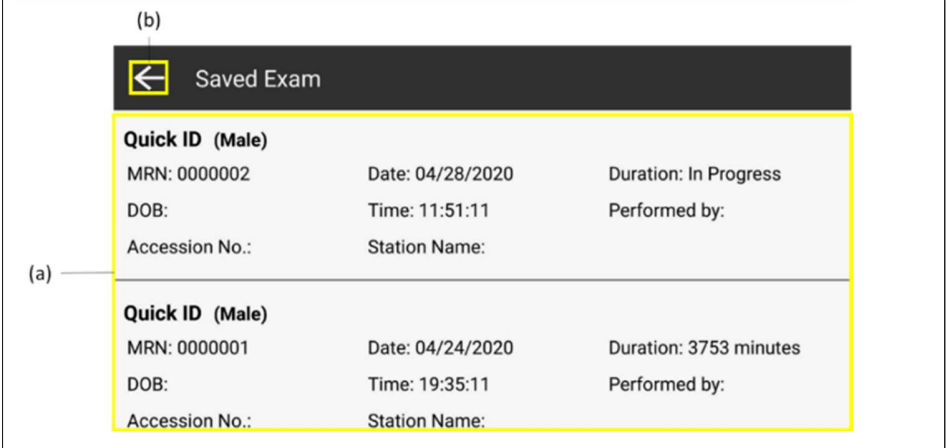 (b)
Saved Exam
Quick ID (Male)
MRN: 0000002 Date: 04/28/2020 Duration: In Progress
DOB: Time: 11:51:11 Performed by:
Accession No.: Station Name:
(a)
Quick ID (Male)
MRN: 0000001 Date: 04/24/2020 Duration: 3753 minutes
DOB: Time: 19:35:11 Performed by:
Accession No.: Station Name: